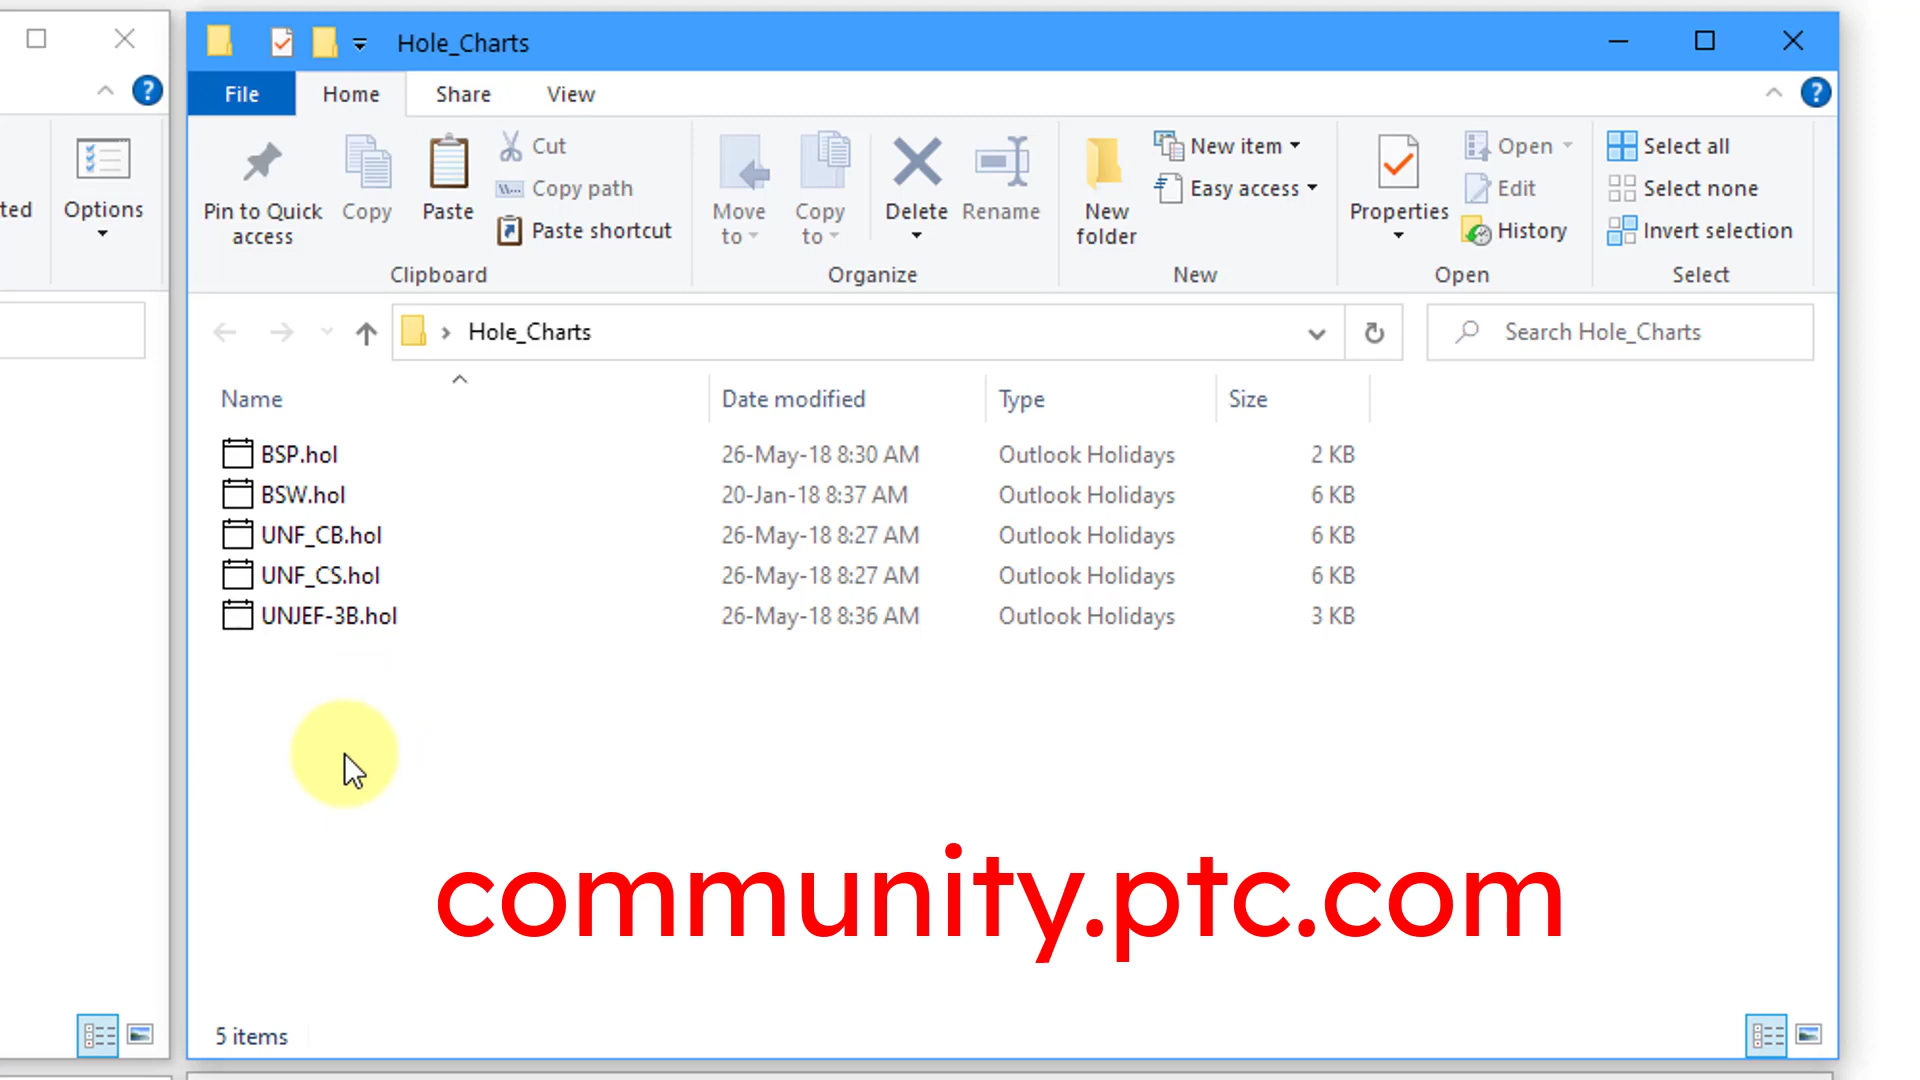 Hole_Charts
File Home Share View
?
?
ted
Options
Pin to Quick access
Copy
Paste
Cut
Copy path
Paste shortcut
Clipboard
Move to
Copy to
Delete
Rename
Organize
New folder
New item
Easy access
New
Properties
Open
Edit
History
Open
Select all
Select none
Invert selection
Select
Hole_Charts
Search Hole_Charts
Name Date modified Type Size
BSP.hol 26-May-18 8:30 AM Outlook Holidays 2 KB
BSW.hol 20-Jan-18 8:37 AM Outlook Holidays 6 KB
UNF_CB.hol 26-May-18 8:27 AM Outlook Holidays 6 KB
UNF_CS.hol 26-May-18 8:27 AM Outlook Holidays 6 KB
UNJEF-3B.hol 26-May-18 8:36 AM Outlook Holidays 3 KB
community.ptc.com
5 items